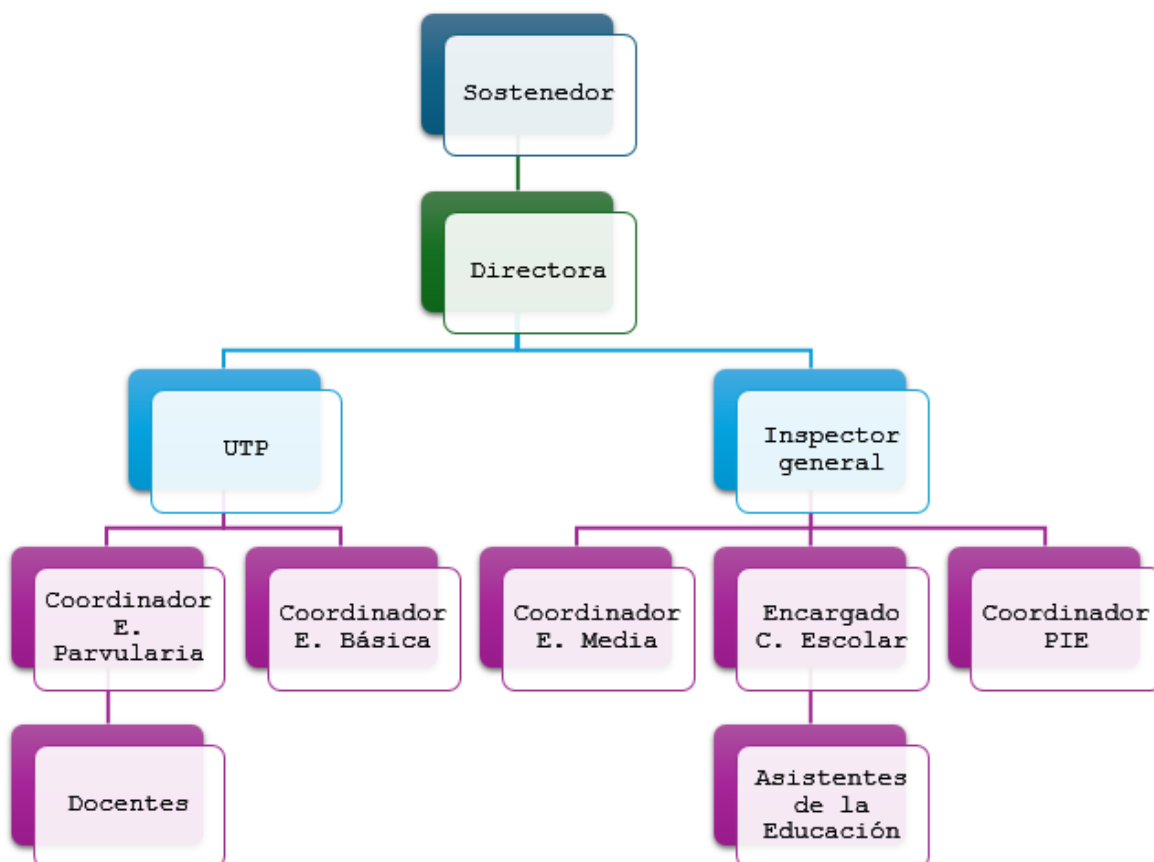 Sostenedor
Directora
UTP
Inspector
general
Coordinador
E.
Parvularia
Coordinador
E. Básica
Coordinador
E. Media
Encargado
C. Escolar
Coordinador
PIE
Docentes
Asistentes
de la
Educación